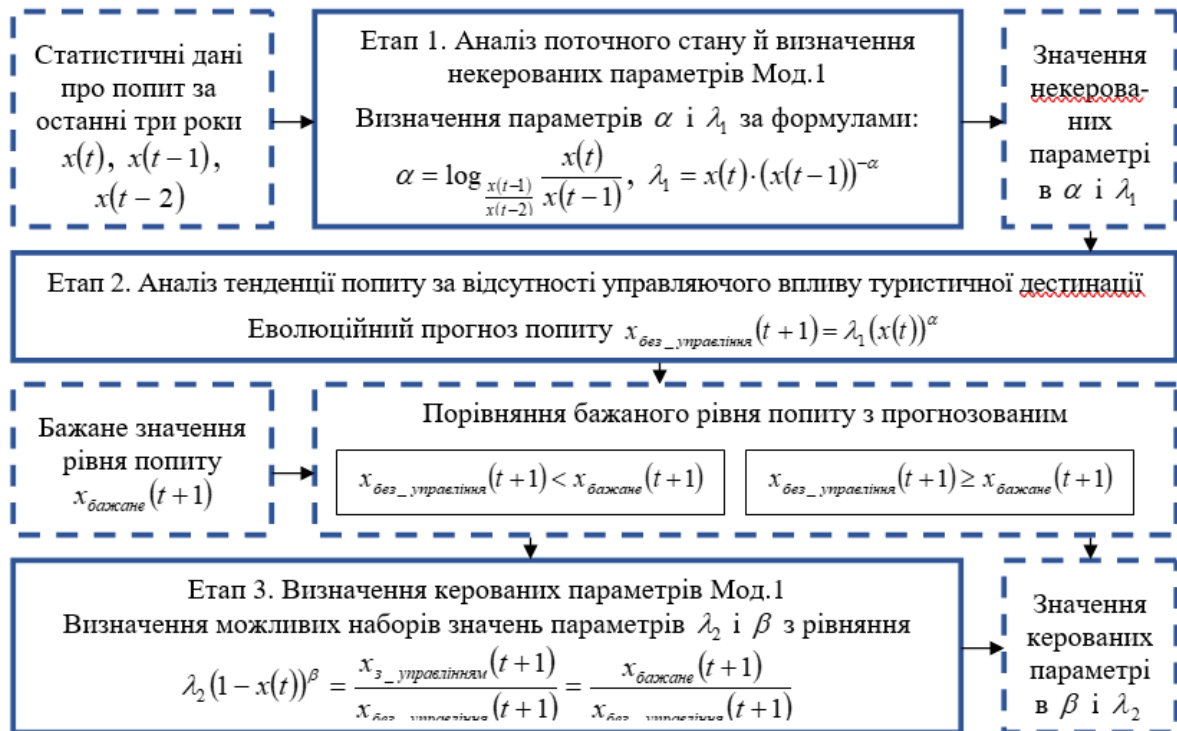 Статистичні дані
про попит за
останні три роки
x(t), x(t−1),
x(t−2)
Етап 1. Аналіз поточного стану й визначення
некерованих параметрів Мод.1
Визначення параметрів α і λ₁ за формулами:
α = log_{x(t−1)/x(t−2)} x(t)/x(t−1), λ₁ = x(t)·(x(t−1))^{−α}
Значення
некерова-
них
параметрі
в α і λ₁
Етап 2. Аналіз тенденції попиту за відсутності управляючого впливу туристичної дестинації
Еволюційний прогноз попиту x_{без_управління}(t+1) = λ₁(x(t))^α
Бажане значення
рівня попиту
x_{бажане}(t+1)
Порівняння бажаного рівня попиту з прогнозованим
x_{без_управління}(t+1) < x_{бажане}(t+1)
x_{без_управління}(t+1) ≥ x_{бажане}(t+1)
Етап 3. Визначення керованих параметрів Мод.1
Визначення можливих наборів значень параметрів λ₂ і β з рівняння
λ₂(1−x(t))^β = x_{з_управлінням}(t+1)/x_{без_управління}(t+1) = x_{бажане}(t+1)/x_{без_управління}(t+1)
Значення
керованих
параметрі
в β і λ₂